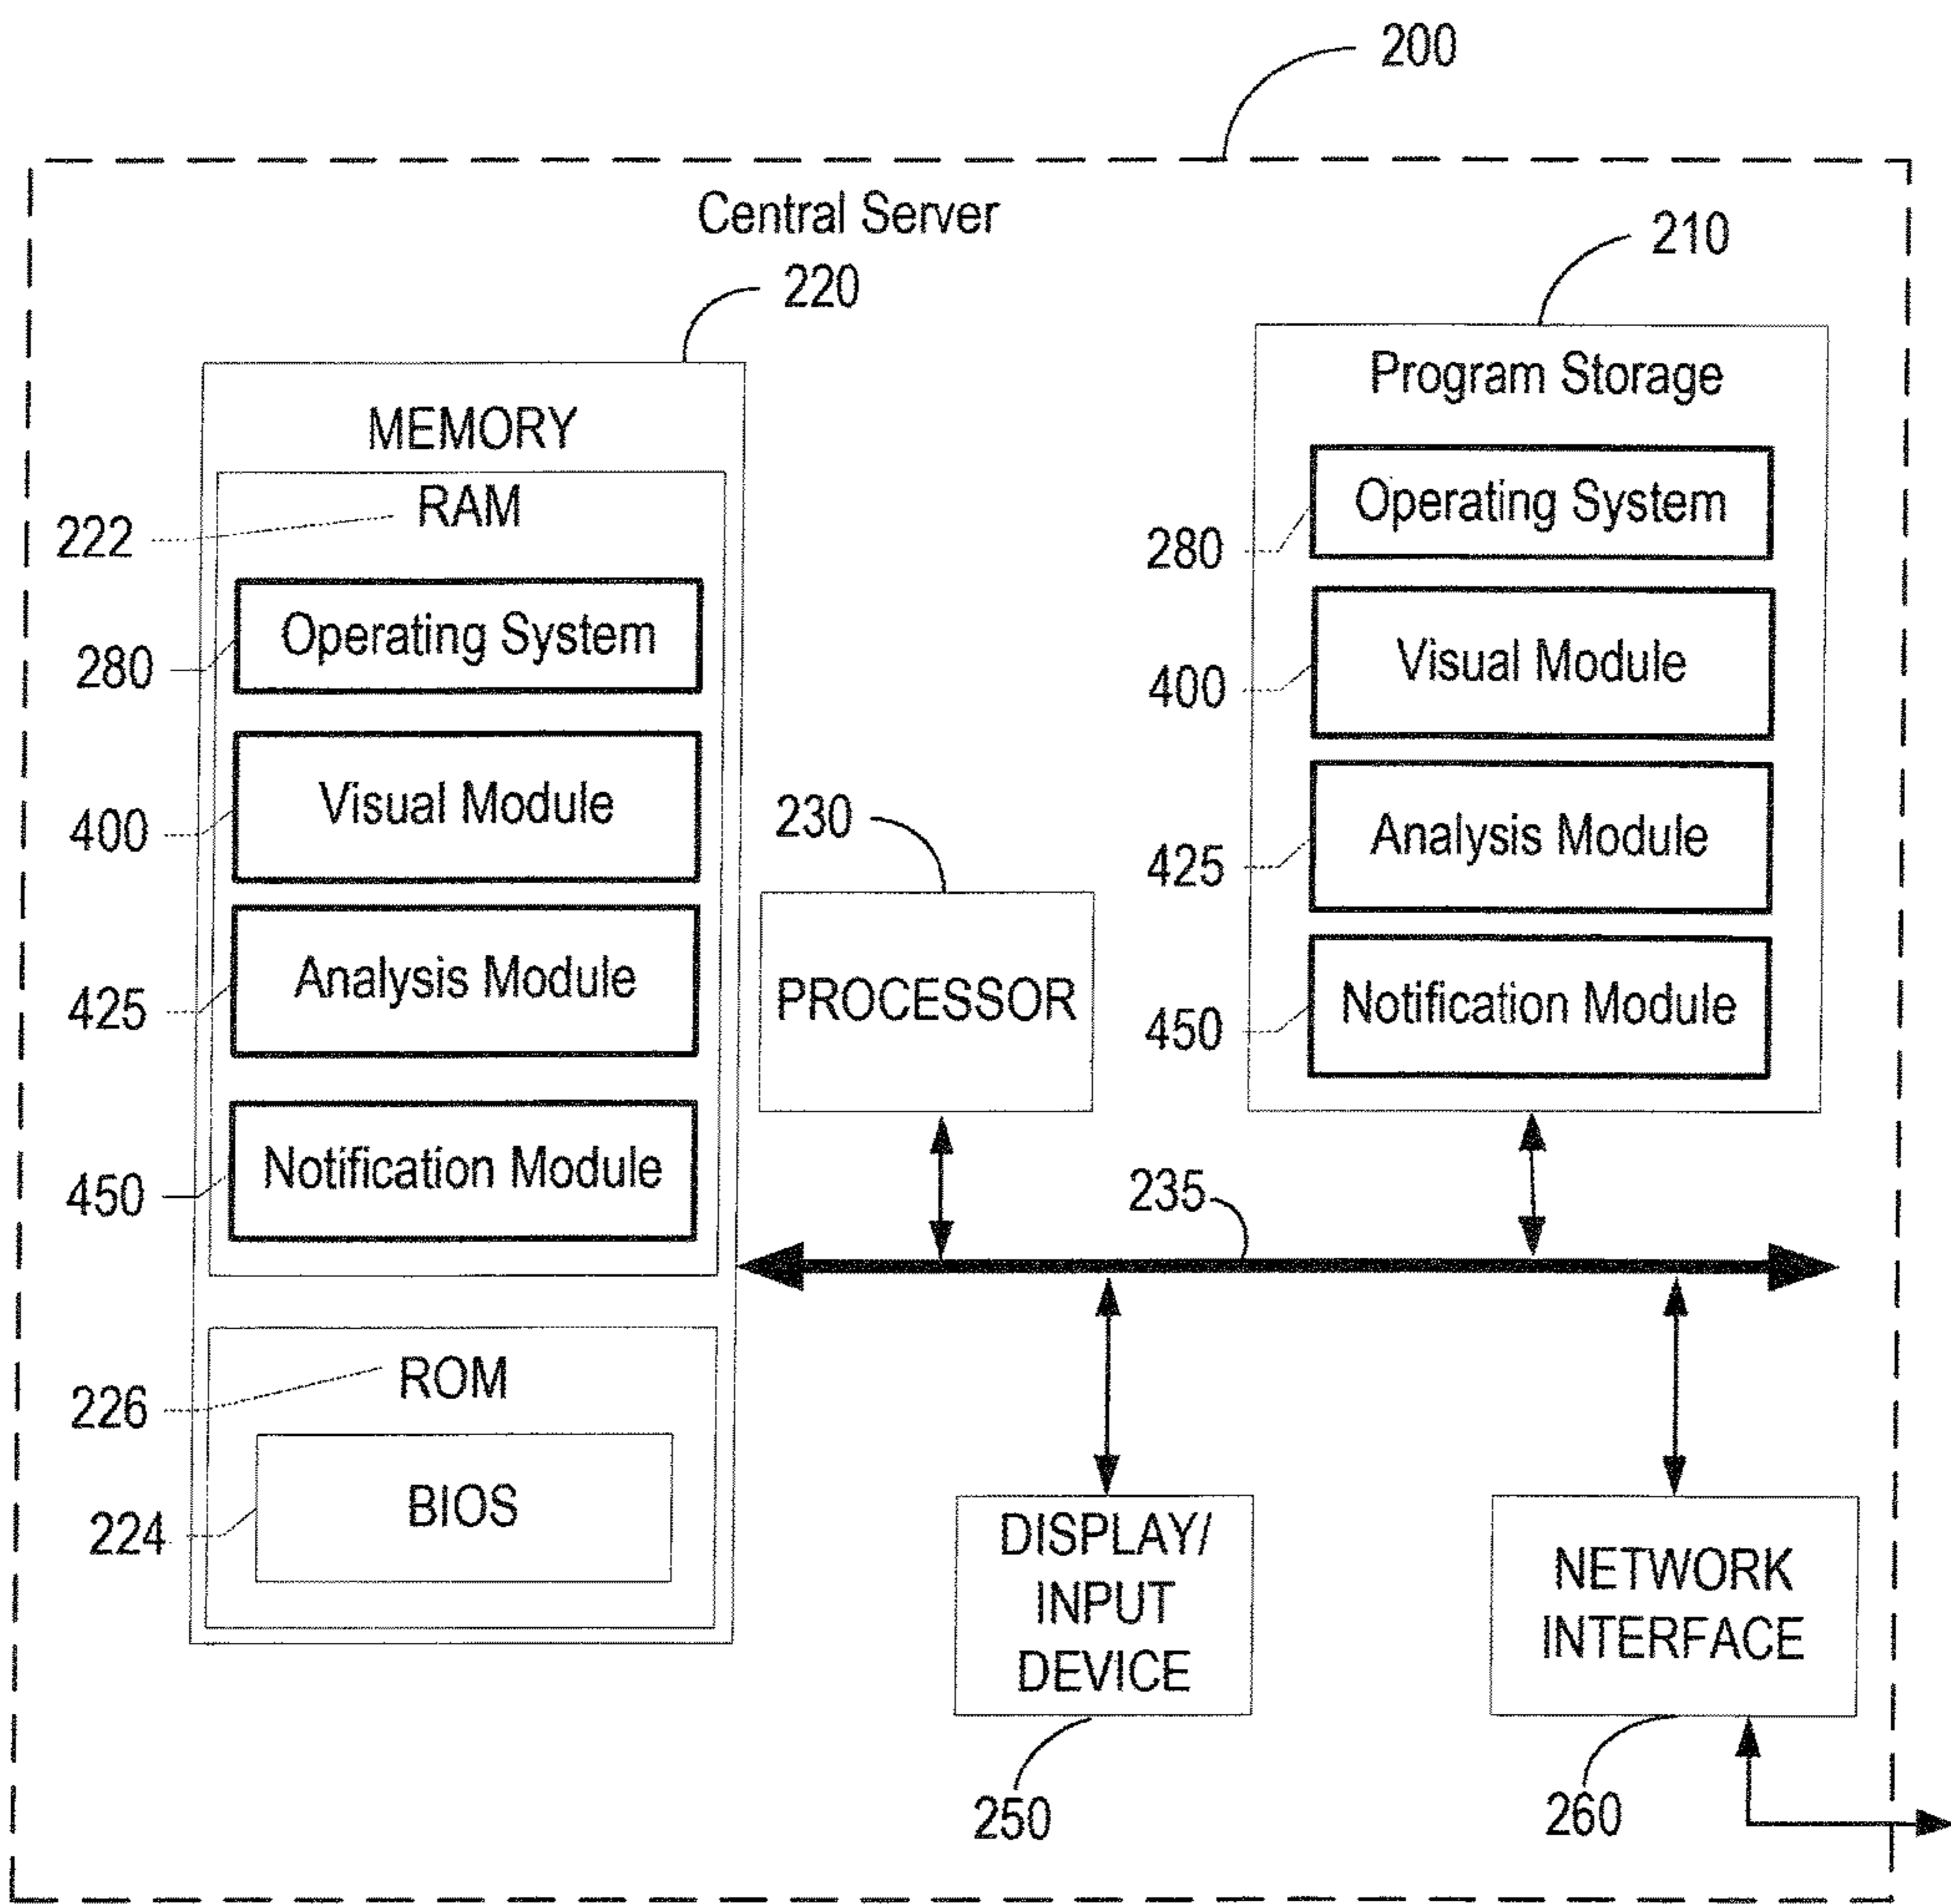 200
Central Server
220
210
MEMORY
RAM
222
Operating System
280
Visual Module
400
Analysis Module
425
Notification Module
450
ROM
226
BIOS
224
230
PROCESSOR
Program Storage
Operating System
280
Visual Module
400
Analysis Module
425
Notification Module
450
235
DISPLAY/
INPUT
DEVICE
250
NETWORK
INTERFACE
260